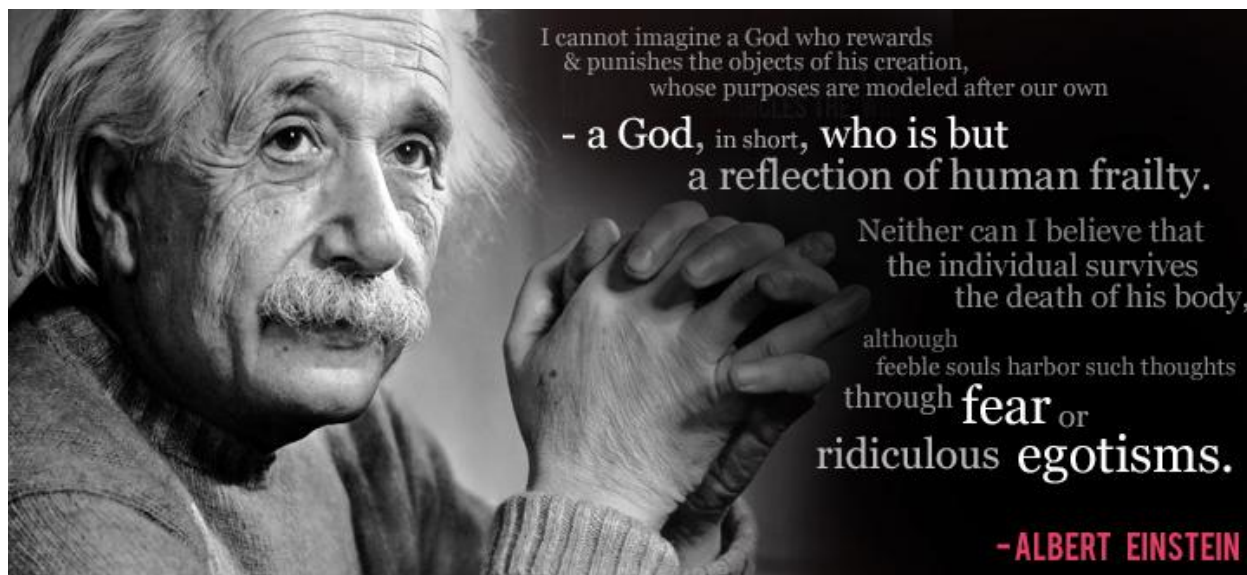 I cannot imagine a God who rewards
& punishes the objects of his creation,
whose purposes are modeled after our own
- a God, in short, who is but
a reflection of human frailty.
Neither can I believe that
the individual survives
the death of his body,
although
feeble souls harbor such thoughts
through fear or
ridiculous egotisms.
-ALBERT EINSTEIN